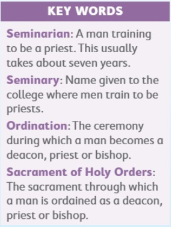 KEY WORDS
Seminarian: A man training
to be a priest. This usually
takes about seven years.
Seminary: Name given to the
college where men train to be
priests.
Ordination: The ceremony
during which a man becomes a
deacon, priest or bishop.
Sacrament of Holy Orders:
The sacrament through which
a man is ordained as a deacon,
priest or bishop.